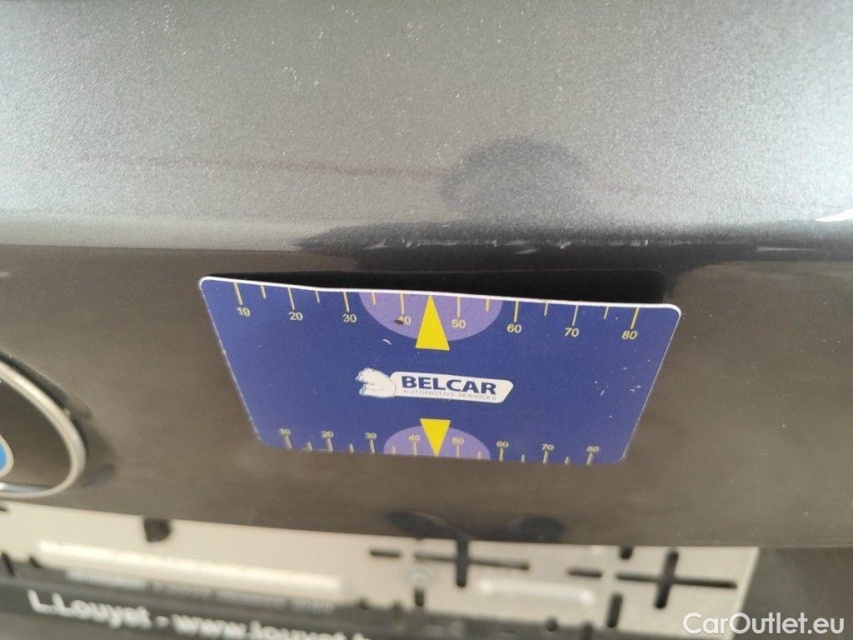 10 20 30 40 50 60 70 80
BELCAR
AUTOMOTIVE SERVICES
10 20 30 40 50 60 70 80
L.Louyet - www.louyet.
CarOutlet.eu